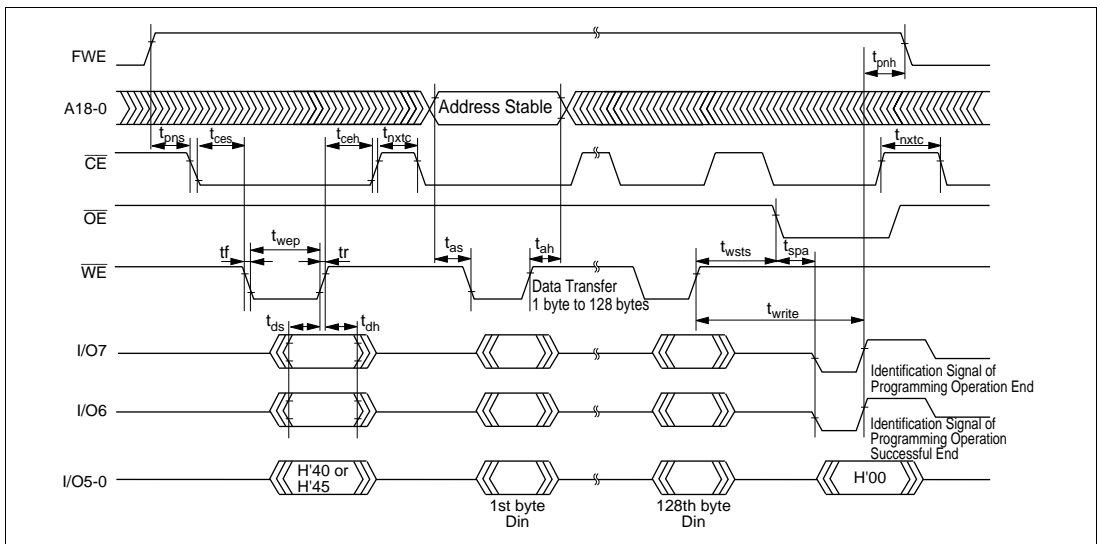 FWE
t_pnh
A18-0
Address Stable
t_pns
t_ces
t_ceh
t_nxtc
t_nxtc
CE
OE
t_wep
tf
tr
t_as
t_ah
t_wsts
t_spa
WE
Data Transfer
1 byte to 128 bytes
t_write
t_ds
t_dh
I/O7
Identification Signal of
Programming Operation End
I/O6
Identification Signal of
Programming Operation
Successful End
I/O5-0
H'40 or
H'45
H'00
1st byte
Din
128th byte
Din